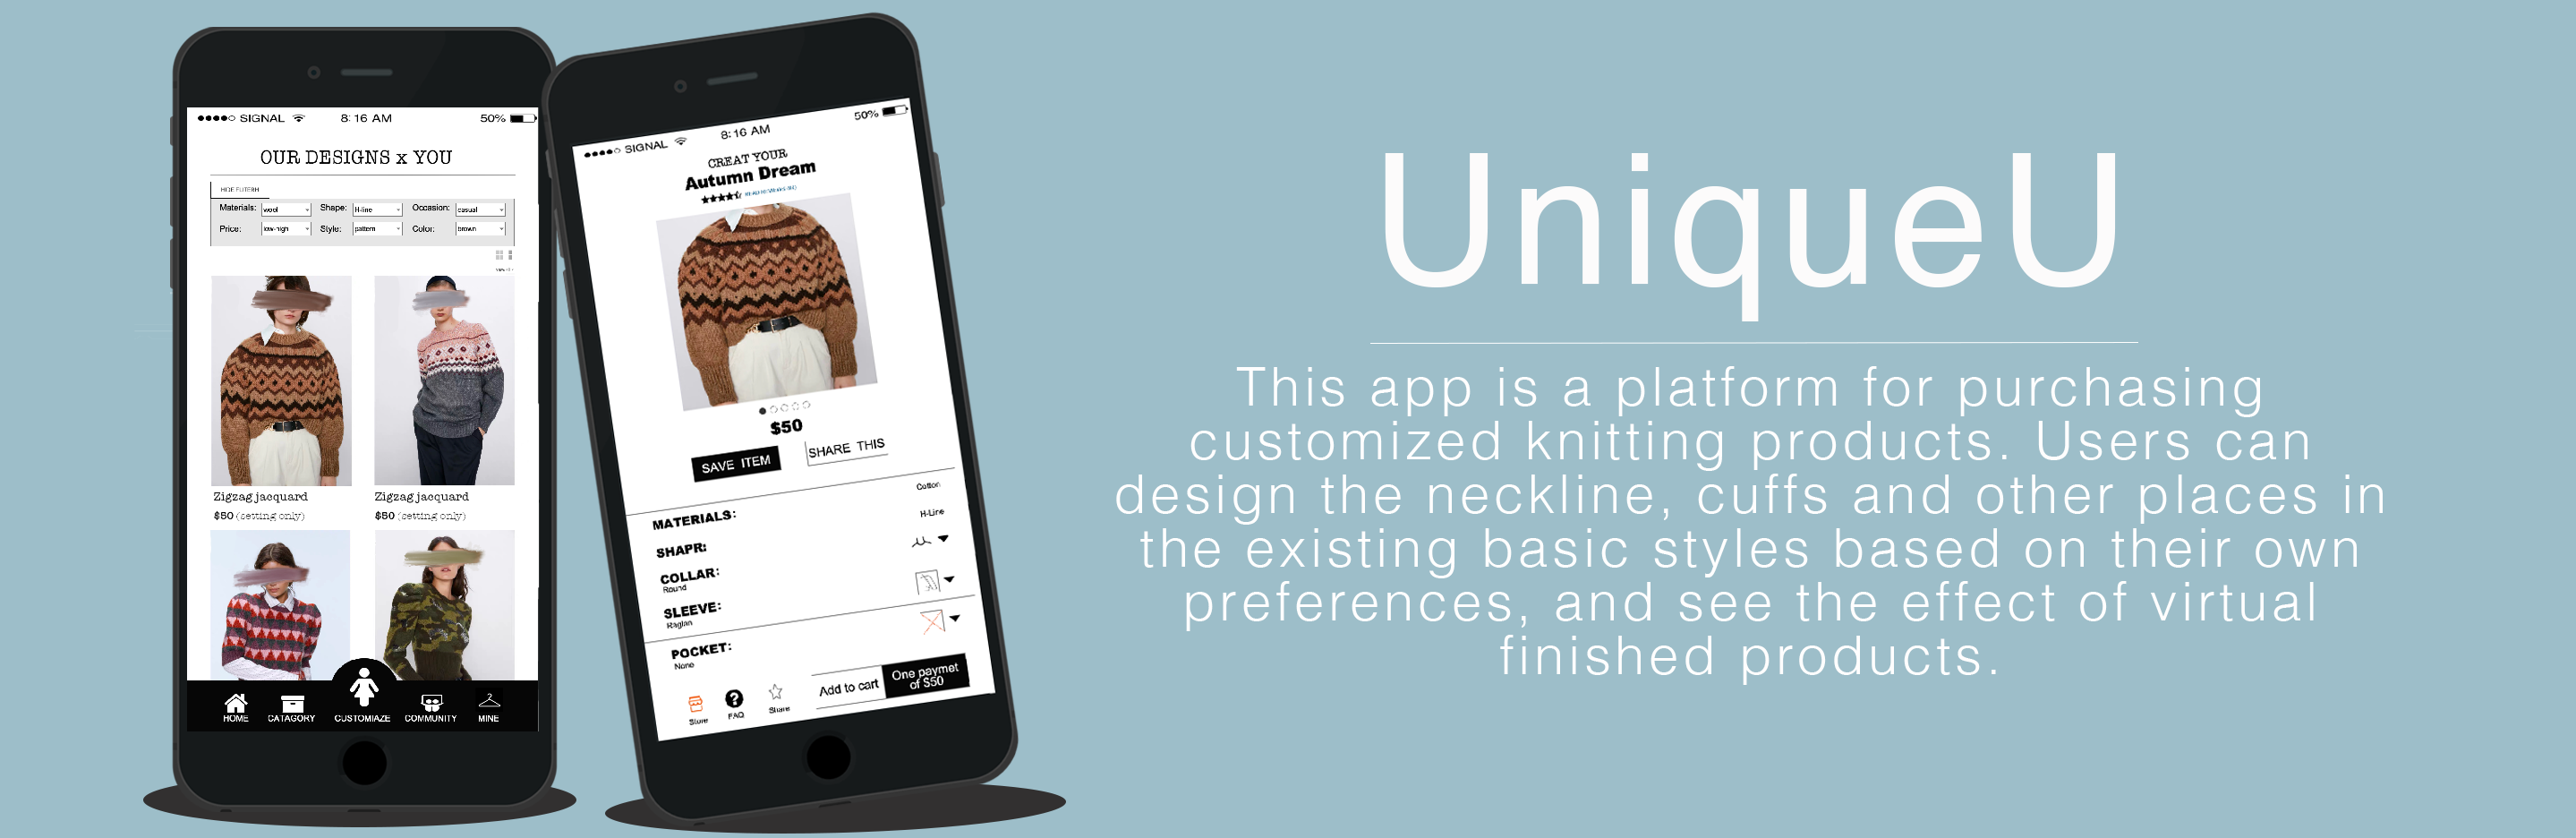 SIGNAL 8:16 AM 50%
OUR DESIGNS x YOU
Materials: wool Shape: H-line Occasion: casual
Price: low-high Style: pattern Color: brown
Zigzag jacquard Zigzag jacquard
$50 (setting only) $50 (setting only)
HOME CATAGORY CUSTOMIAZE COMMUNITY MINE
SIGNAL 8:16 AM 50%
CREAT YOUR
Autumn Dream
$50
SAVE ITEM SHARE THIS
MATERIALS: Cotton
SHAPR: H-Line
COLLAR:
Round
SLEEVE:
Raglan
POCKET:
None
Store FAQ Share Add to cart One paymet
of $50
UniqueU
This app is a platform for purchasing
customized knitting products. Users can
design the neckline, cuffs and other places in
the existing basic styles based on their own
preferences, and see the effect of virtual
finished products.